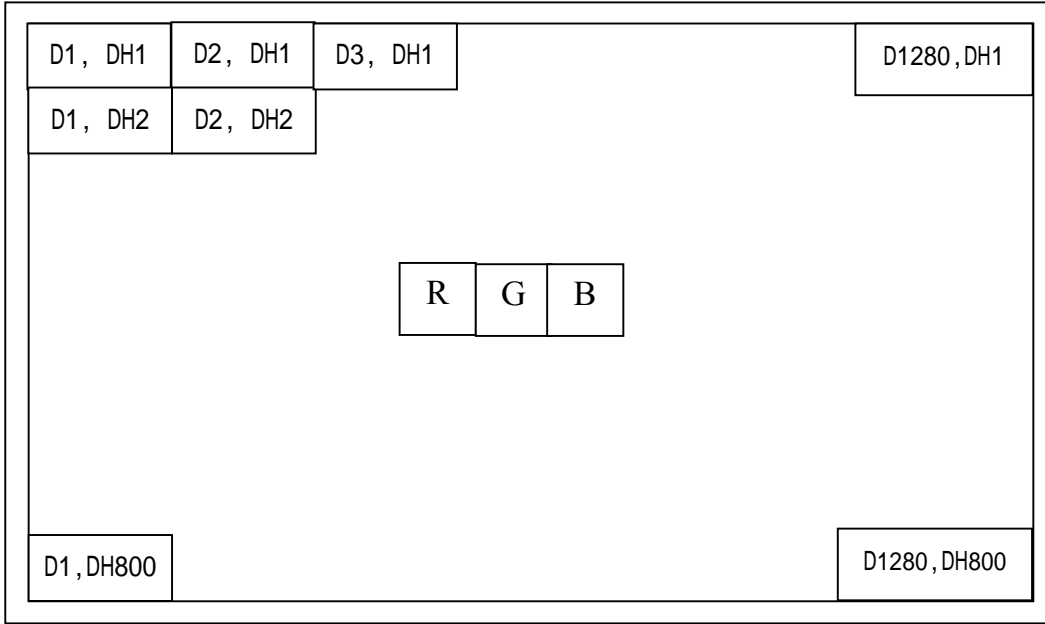 D1, DH1 D2, DH1 D3, DH1 D1280,DH1
D1, DH2 D2, DH2
R G B
D1,DH800 D1280,DH800